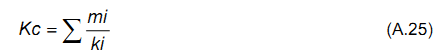 Kc = ∑ mi/ki (A.25)